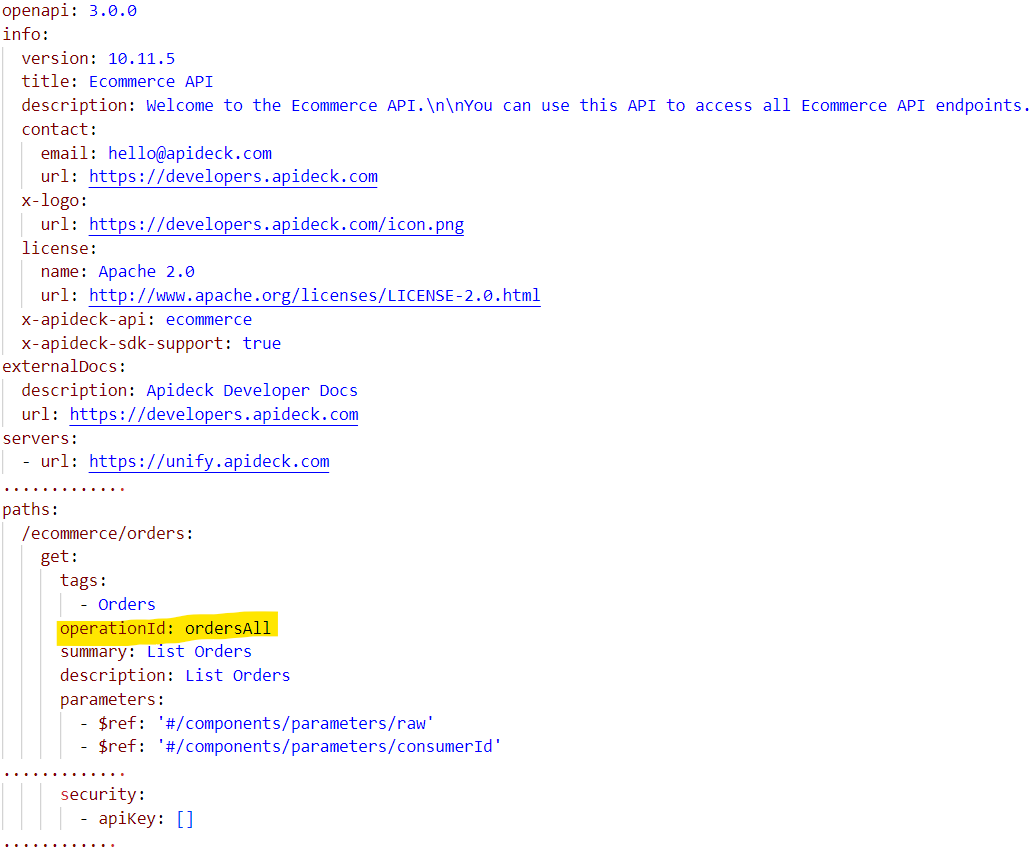 openapi: 3.0.0
info:
  version: 10.11.5
  title: Ecommerce API
  description: Welcome to the Ecommerce API.\n\nYou can use this API to access all Ecommerce API endpoints.
  contact:
    email: hello@apideck.com
    url: https://developers.apideck.com
  x-logo:
    url: https://developers.apideck.com/icon.png
  license:
    name: Apache 2.0
    url: http://www.apache.org/licenses/LICENSE-2.0.html
  x-apideck-api: ecommerce
  x-apideck-sdk-support: true
externalDocs:
  description: Apideck Developer Docs
  url: https://developers.apideck.com
servers:
  - url: https://unify.apideck.com
.............
paths:
  /ecommerce/orders:
    get:
      tags:
        - Orders
      operationId: ordersAll
      summary: List Orders
      description: List Orders
      parameters:
        - $ref: '#/components/parameters/raw'
        - $ref: '#/components/parameters/consumerId'
.............
      security:
        - apiKey: []
............